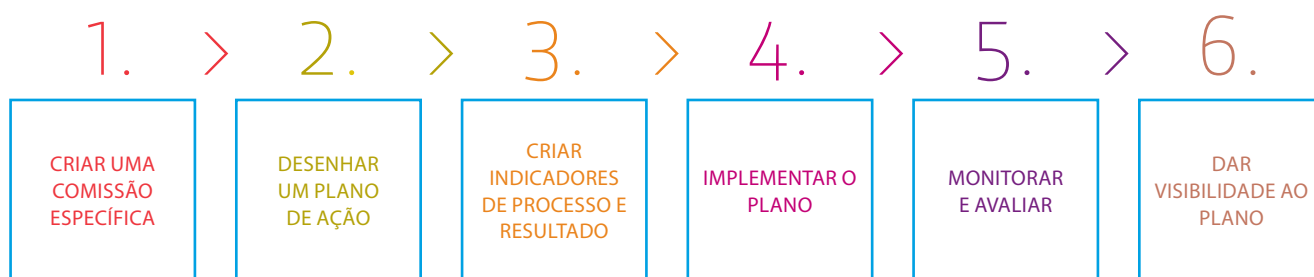 1. > 2. > 3. > 4. > 5. > 6.
CRIAR UMA
COMISSÃO
ESPECÍFICA
DESENHAR
UM PLANO
DE AÇÃO
CRIAR
INDICADORES
DE PROCESSO E
RESULTADO
IMPLEMENTAR O
PLANO
MONITORAR
E AVALIAR
DAR
VISIBILIDADE AO
PLANO